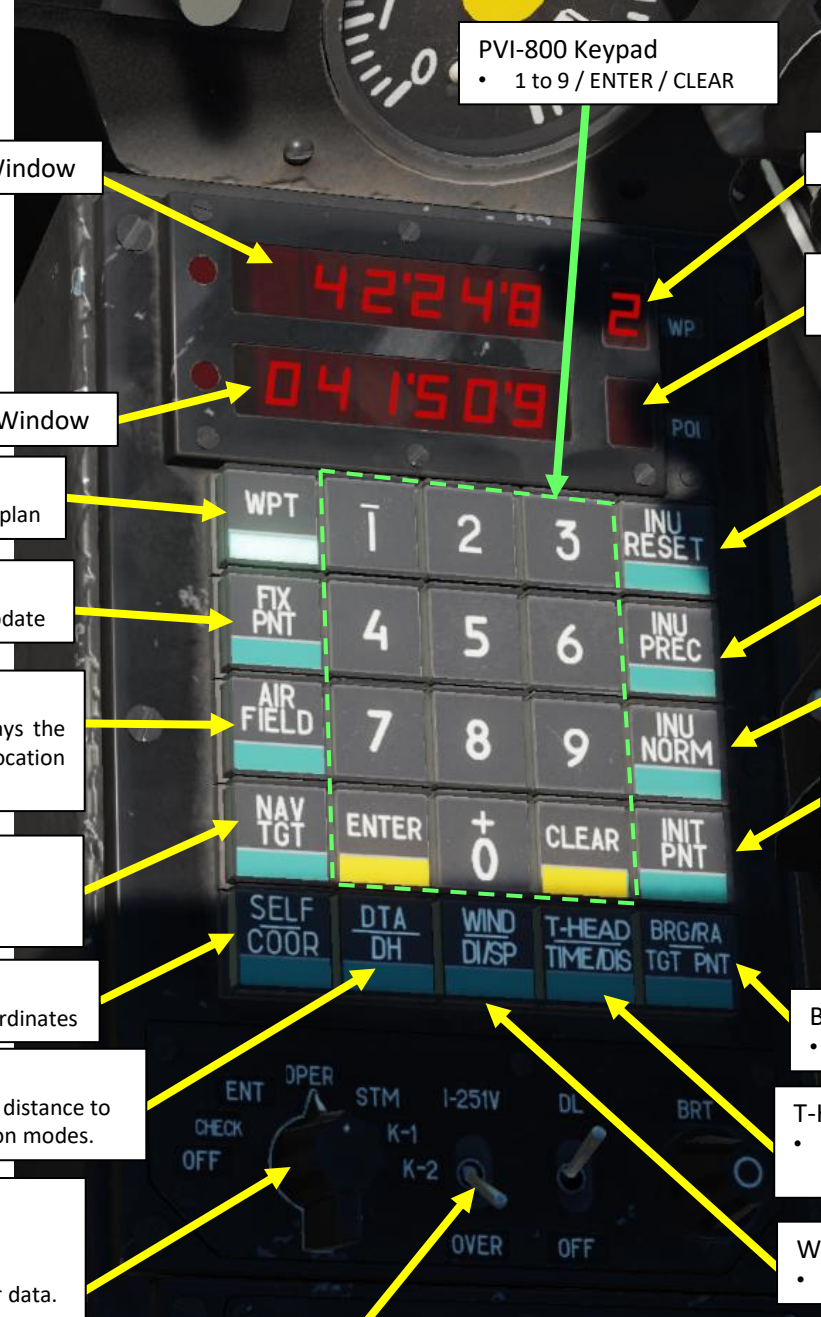 PVI-800 Keypad
• 1 to 9 / ENTER / CLEAR
Window
42'24'8
2
WP
041'50'9
POI
Window
plan
WPT
1
2
3
INU
RESET
FIX
PNT
4
5
6
INU
PREC
AIR
FIELD
7
8
9
INU
NORM
NAV
TGT
ENTER
+
0
CLEAR
INIT
PNT
SELF
COOR
DTA
DH
WIND
DI/SP
T-HEAD
TIME/DIS
BRG/RA
TGT PNT
ays the
ocation
rdinates
distance to
on modes.
r data.
CHECK
OFF
ENT
OPER
STM
K-1
K-2
I-251V
OVER
DL
OFF
BRT
B
•
T-H
•
W
•